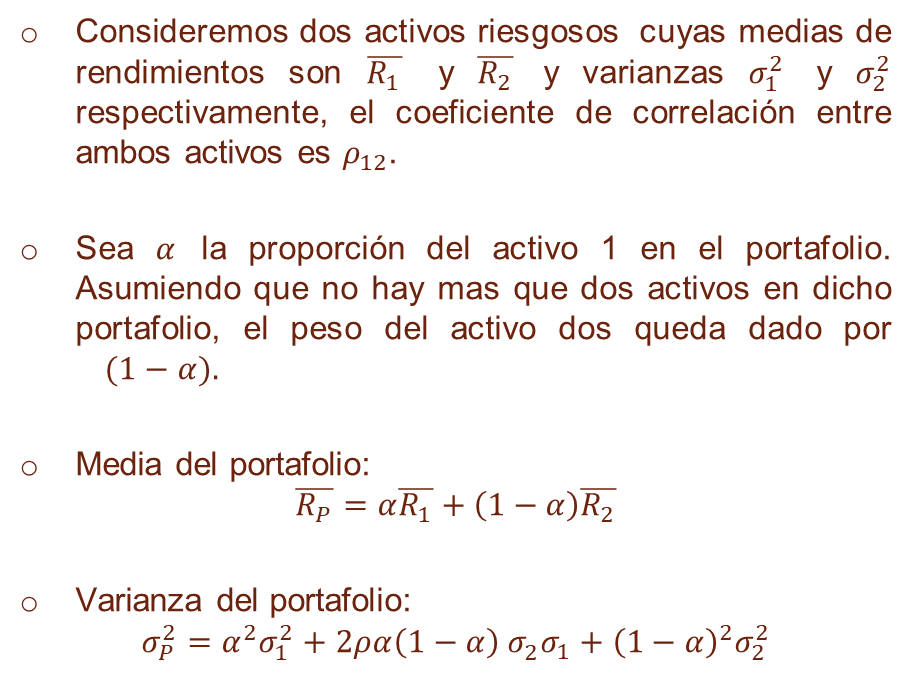 o Consideremos dos activos riesgosos cuyas medias de
rendimientos son $\overline{R_1}$ y $\overline{R_2}$ y varianzas $\sigma_1^2$ y $\sigma_2^2$
respectivamente, el coeficiente de correlación entre
ambos activos es $\rho_{12}$.
o Sea $\alpha$ la proporción del activo 1 en el portafolio.
Asumiendo que no hay mas que dos activos en dicho
portafolio, el peso del activo dos queda dado por
$(1 - \alpha)$.
o Media del portafolio:
$\overline{R_P} = \alpha\overline{R_1} + (1 - \alpha)\overline{R_2}$
o Varianza del portafolio:
$\sigma_P^2 = \alpha^2\sigma_1^2 + 2\rho\alpha(1 - \alpha)\,\sigma_2\sigma_1 + (1 - \alpha)^2\sigma_2^2$